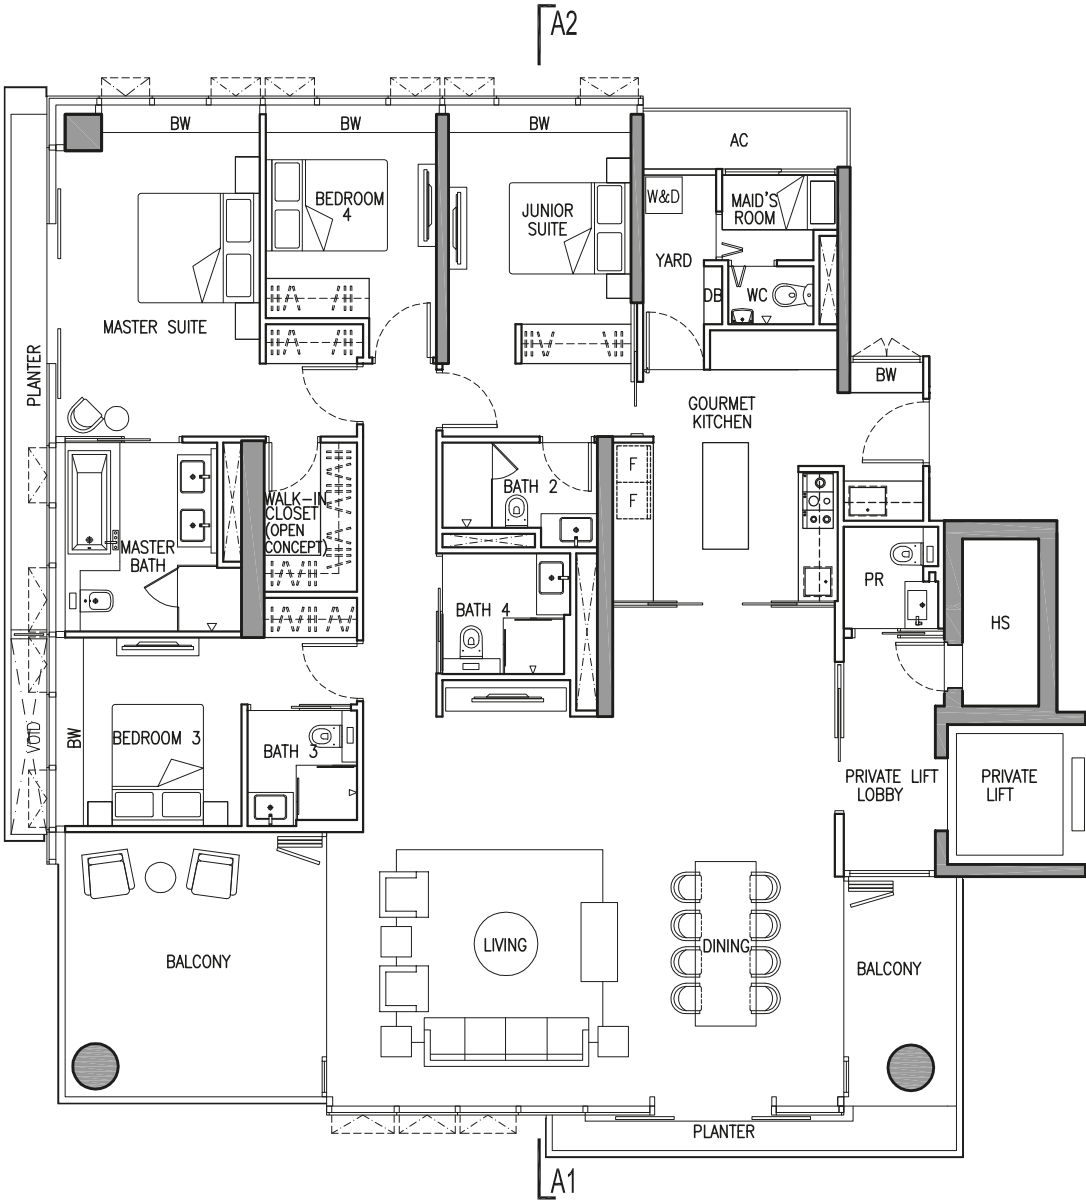 A2
BW
BW
BW
AC
BEDROOM
4
JUNIOR
SUITE
W&D
MAID'S
ROOM
YARD
DB
WC
MASTER SUITE
PLANTER
BW
GOURMET
KITCHEN
F
F
BATH 2
WALK-IN
CLOSET
(OPEN
CONCEPT)
MASTER
BATH
BATH 4
PR
HS
VOID
BW
BEDROOM 3
BATH 3
PRIVATE LIFT
LOBBY
PRIVATE
LIFT
LIVING
DINING
BALCONY
BALCONY
PLANTER
A1